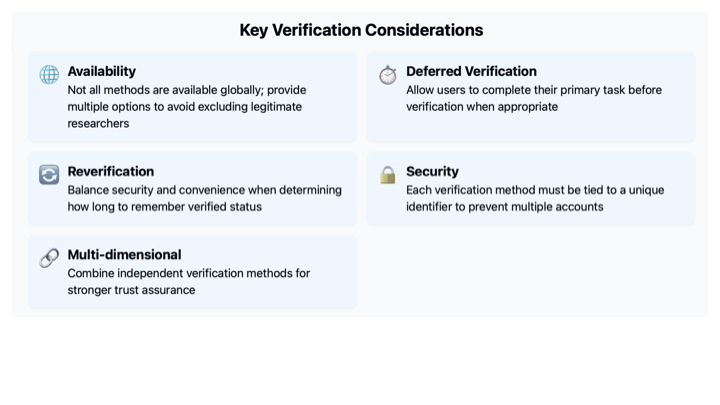 Key Verification Considerations
Availability
Not all methods are available globally; provide
multiple options to avoid excluding legitimate
researchers
Deferred Verification
Allow users to complete their primary task before
verification when appropriate
Reverification
Balance security and convenience when determining
how long to remember verified status
Security
Each verification method must be tied to a unique
identifier to prevent multiple accounts
Multi-dimensional
Combine independent verification methods for
stronger trust assurance